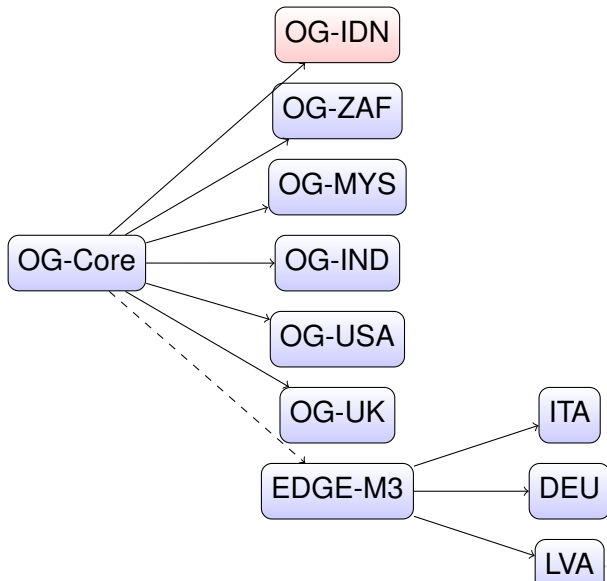 OG-IDN
OG-ZAF
OG-MYS
OG-Core
OG-IND
OG-USA
OG-UK
ITA
EDGE-M3
DEU
LVA